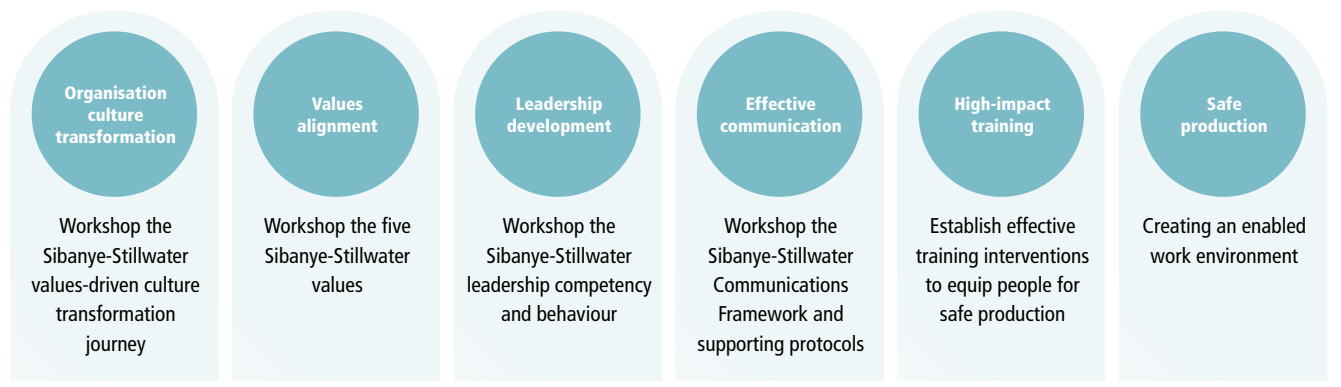 Organisation
culture
transformation
Workshop the
Sibanye-Stillwater
values-driven culture
transformation
journey
Values
alignment
Workshop the five
Sibanye-Stillwater
values
Leadership
development
Workshop the
Sibanye-Stillwater
leadership competency
and behaviour
Effective
communication
Workshop the
Sibanye-Stillwater
Communications
Framework and
supporting protocols
High-impact
training
Establish effective
training interventions
to equip people for
safe production
Safe
production
Creating an enabled
work environment